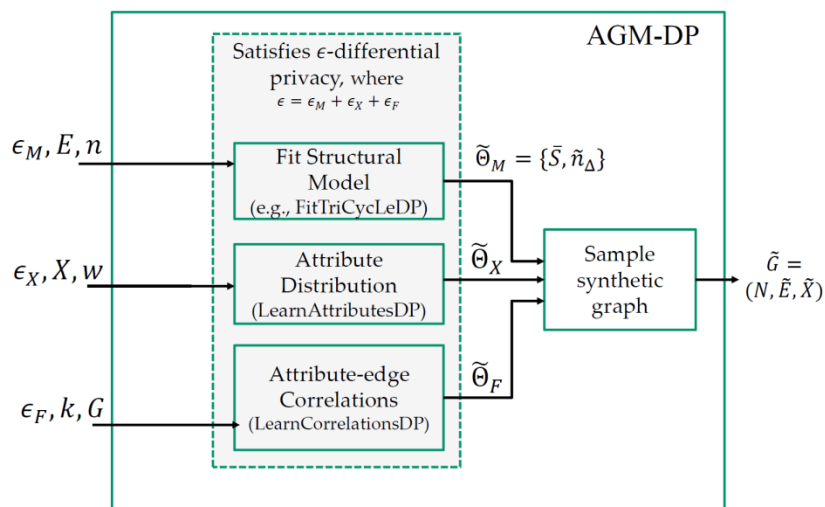 AGM-DP
Satisfies ϵ-differential
privacy, where
ϵ = ϵ_M + ϵ_X + ϵ_F
ϵ_M, E, n
Fit Structural
Model
(e.g., FitTriCycLeDP)
Θ̃_M = {S̄, ñ_Δ}
ϵ_X, X, w
Attribute
Distribution
(LearnAttributesDP)
Θ̃_X
Sample
synthetic
graph
G̃ =
(N, Ẽ, X̃)
ϵ_F, k, G
Attribute-edge
Correlations
(LearnCorrelationsDP)
Θ̃_F